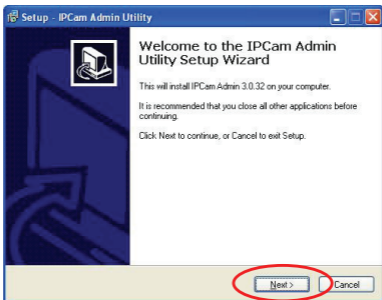 Setup - IPCam Admin Utility
Welcome to the IPCam Admin
Utility Setup Wizard
This will install IPCam Admin 3.0.32 on your computer.
It is recommended that you close all other applications before
continuing.
Click Next to continue, or Cancel to exit Setup.
Next >
Cancel